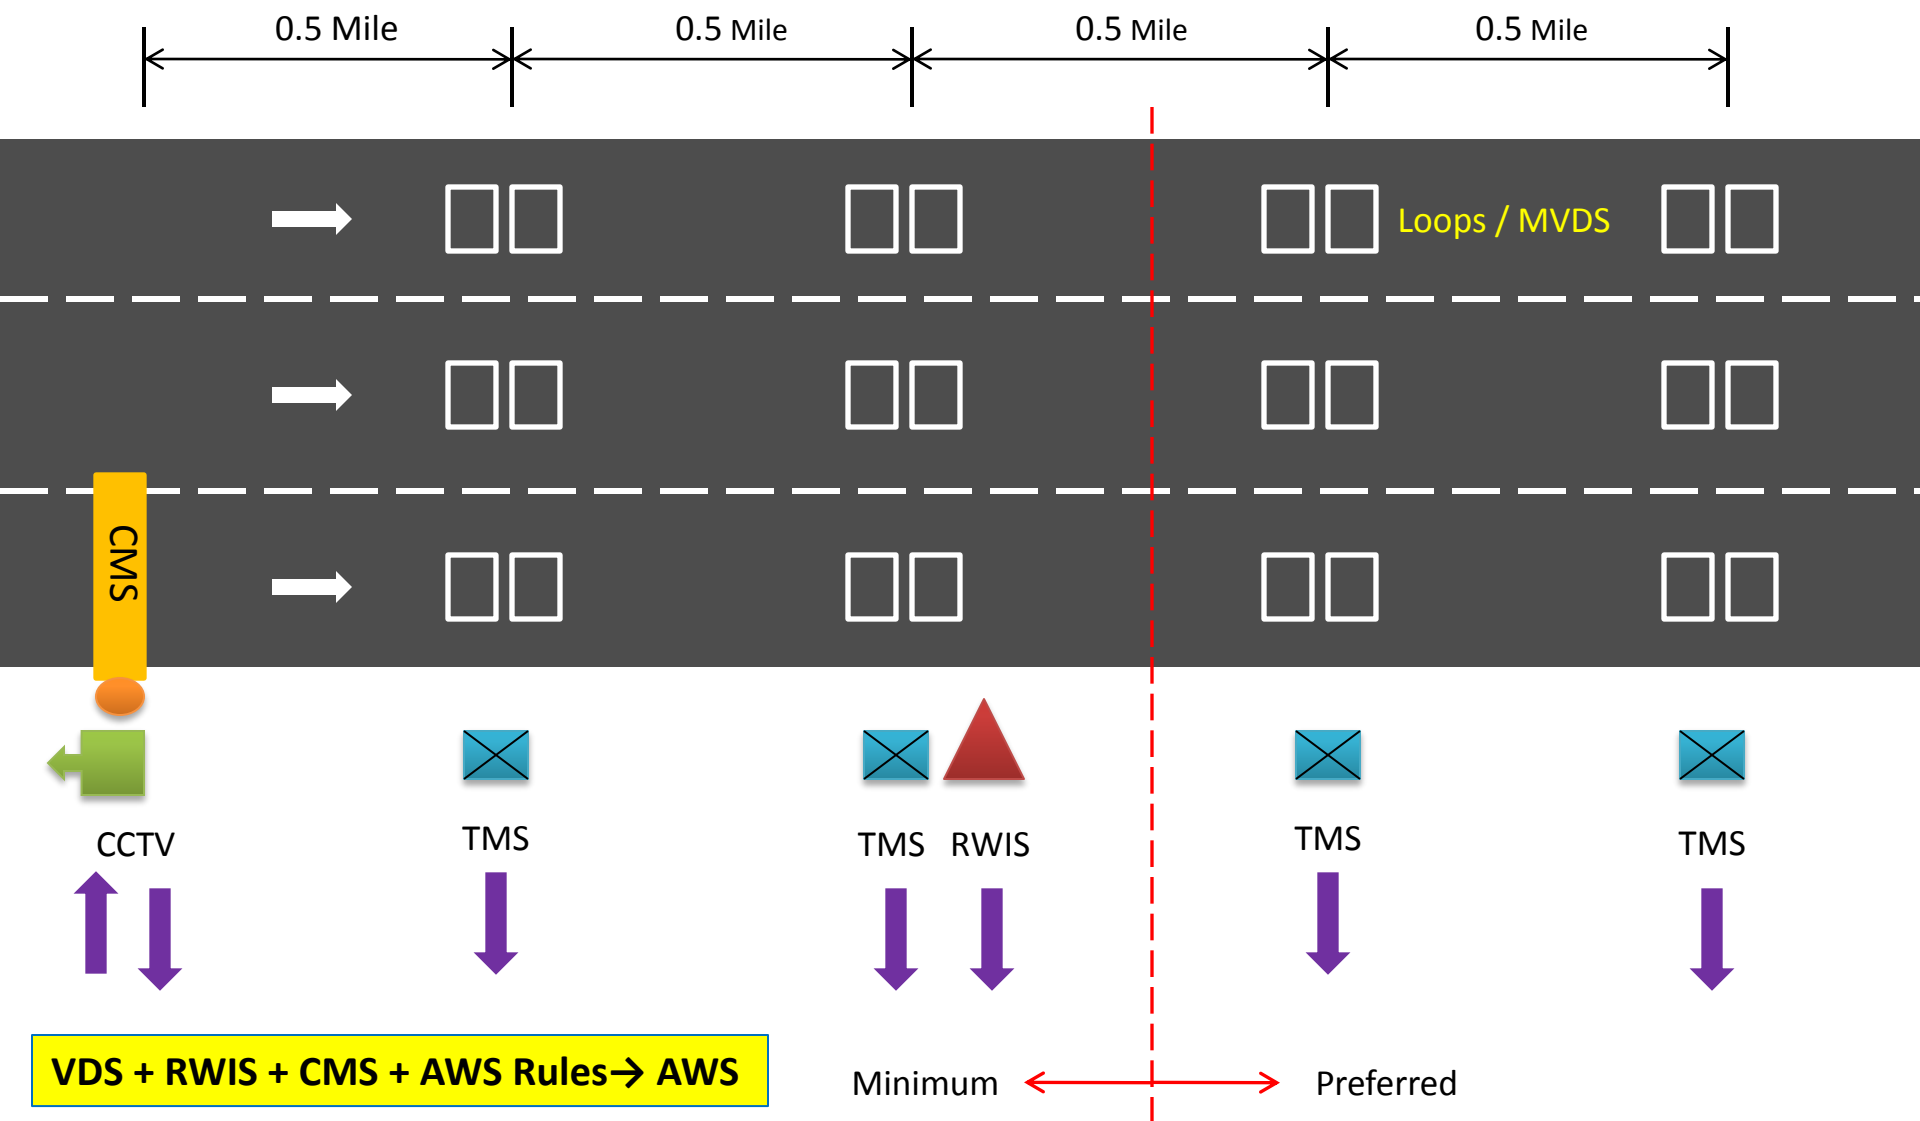 0.5 Mile
0.5 Mile
0.5 Mile
0.5 Mile
Loops / MVDS
CMS
CCTV
TMS
TMS
RWIS
TMS
TMS
VDS + RWIS + CMS + AWS Rules→ AWS
Minimum
Preferred